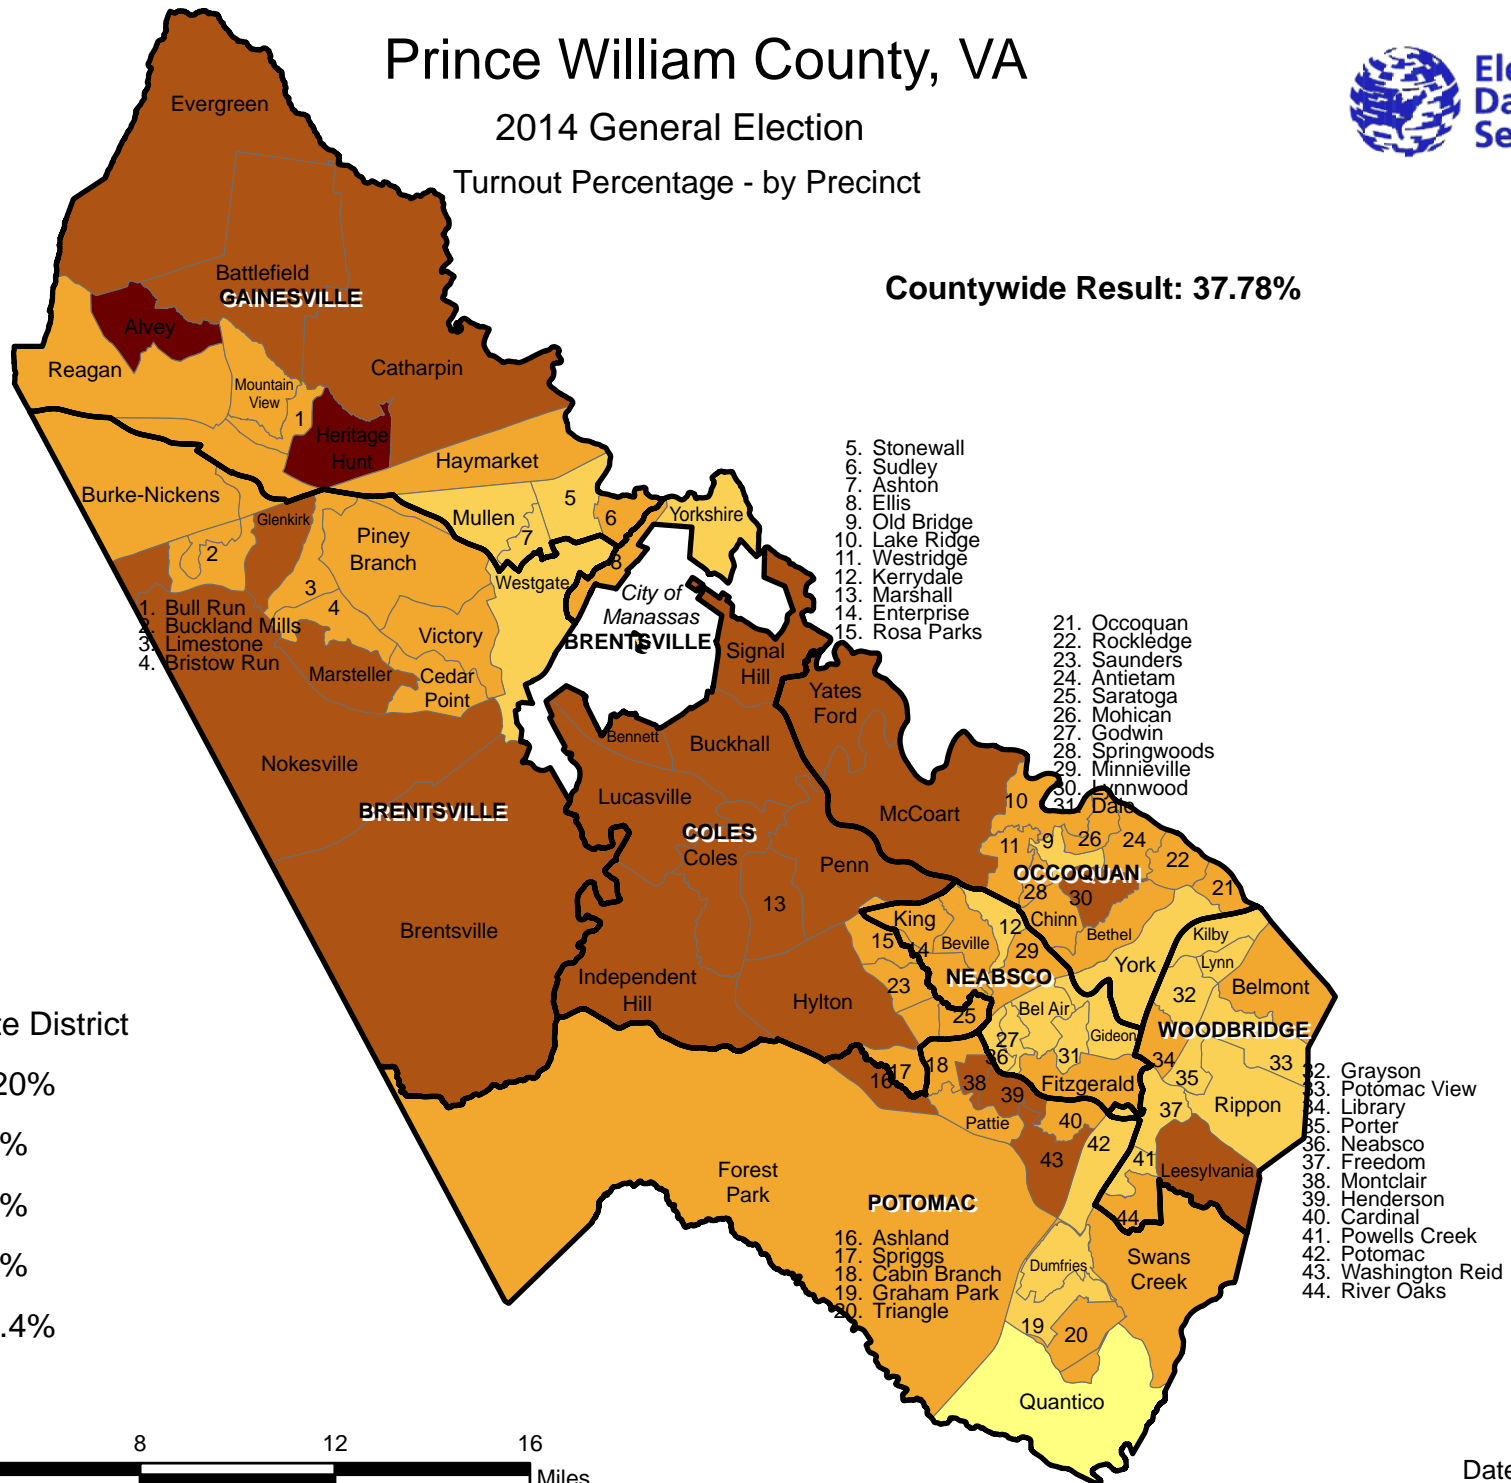 Prince William County, VA
2014 General Election
Turnout Percentage - by Precinct
Countywide Result: 37.78%
Ele
Da
Se
Evergreen
Battlefield
GAINESVILLE
Alvey
Reagan
Catharpin
Mountain
View
1
Heritage
Hunt
Haymarket
Burke-Nickens
Glenkirk
Mullen
5
6
7
8
Yorkshire
Piney
Branch
2
3
4
Westgate
City of
Manassas
BRENTSVILLE
Victory
Marsteller
Cedar
Point
1. Bull Run
2. Buckland Mills
3. Limestone
4. Bristow Run
5. Stonewall
6. Sudley
7. Ashton
8. Ellis
9. Old Bridge
10. Lake Ridge
11. Westridge
12. Kerrydale
13. Marshall
14. Enterprise
15. Rosa Parks
21. Occoquan
22. Rockledge
23. Saunders
24. Antietam
25. Saratoga
26. Mohican
27. Godwin
28. Springwoods
29. Minnieville
30. Lynnwood
31. Dale
Signal
Hill
Yates
Ford
Bennett
Buckhall
Nokesville
Lucasville
BRENTSVILLE
COLES
Coles
McCoart
Penn
10
11
9
26
24
22
21
OCCOQUAN
28
30
Chinn
Bethel
13
Brentsville
King
15
14
Beville
12
29
York
Kilby
Lynn
Belmont
NEABSCO
Independent
Hill
Hylton
23
25
Bel Air
Gideon
32
WOODBRIDGE
27
36
31
34
33
35
Fitzgerald
Rippon
37
16
17
18
38
39
40
Pattie
42
43
41
Leesylvania
44
Forest
Park
POTOMAC
16. Ashland
17. Spriggs
18. Cabin Branch
19. Graham Park
20. Triangle
Dumfries
Swans
Creek
19
20
Quantico
32. Grayson
33. Potomac View
34. Library
35. Porter
36. Neabsco
37. Freedom
38. Montclair
39. Henderson
40. Cardinal
41. Powells Creek
42. Potomac
43. Washington Reid
44. River Oaks
te District
20%
%
%
%
.4%
8 12 16
Miles
Date